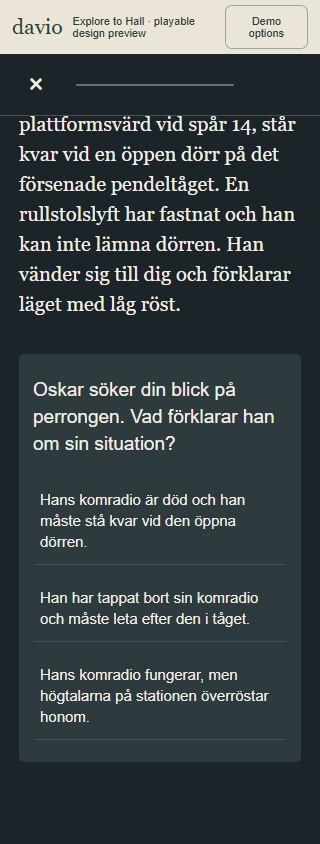 davio
Explore to Hall · playable
design preview
Demo
options
×
plattformsvärd vid spår 14, står
kvar vid en öppen dörr på det
försenade pendeltåget. En
rullstolslyft har fastnat och han
kan inte lämna dörren. Han
vänder sig till dig och förklarar
läget med låg röst.
Oskar söker din blick på
perrongen. Vad förklarar han
om sin situation?
Hans komradio är död och han
måste stå kvar vid den öppna
dörren.
Han har tappat bort sin komradio
och måste leta efter den i tåget.
Hans komradio fungerar, men
högtalarna på stationen överröstar
honom.